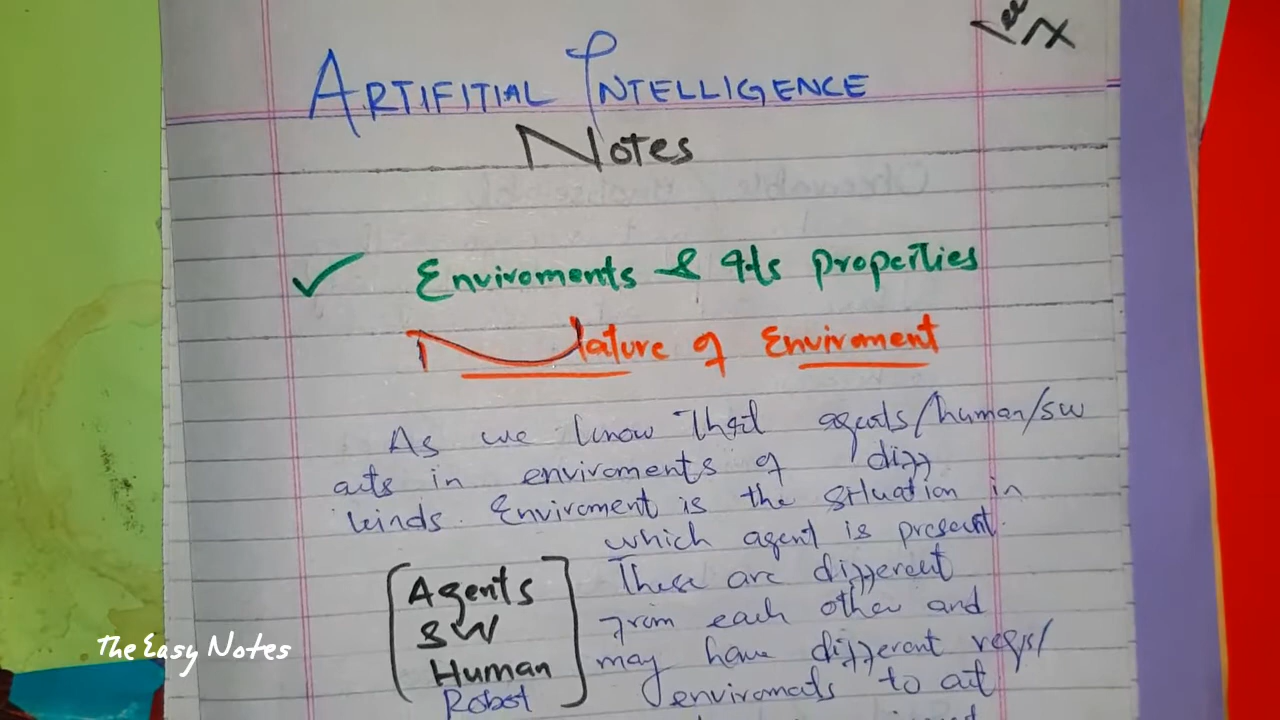 ARTIFITIAL INTELLIGENCE
Notes
✓ Enviroments & Its properties
Nature of Enviroment
As we know that agents/human/sw
acts in enviroments of diff
kinds. Enviroment is the situation in
which agent is present.
These are different
from each other and
may have different reqs/
enviromats to act
[Agents
SW
Human
Robot]
The Easy Notes